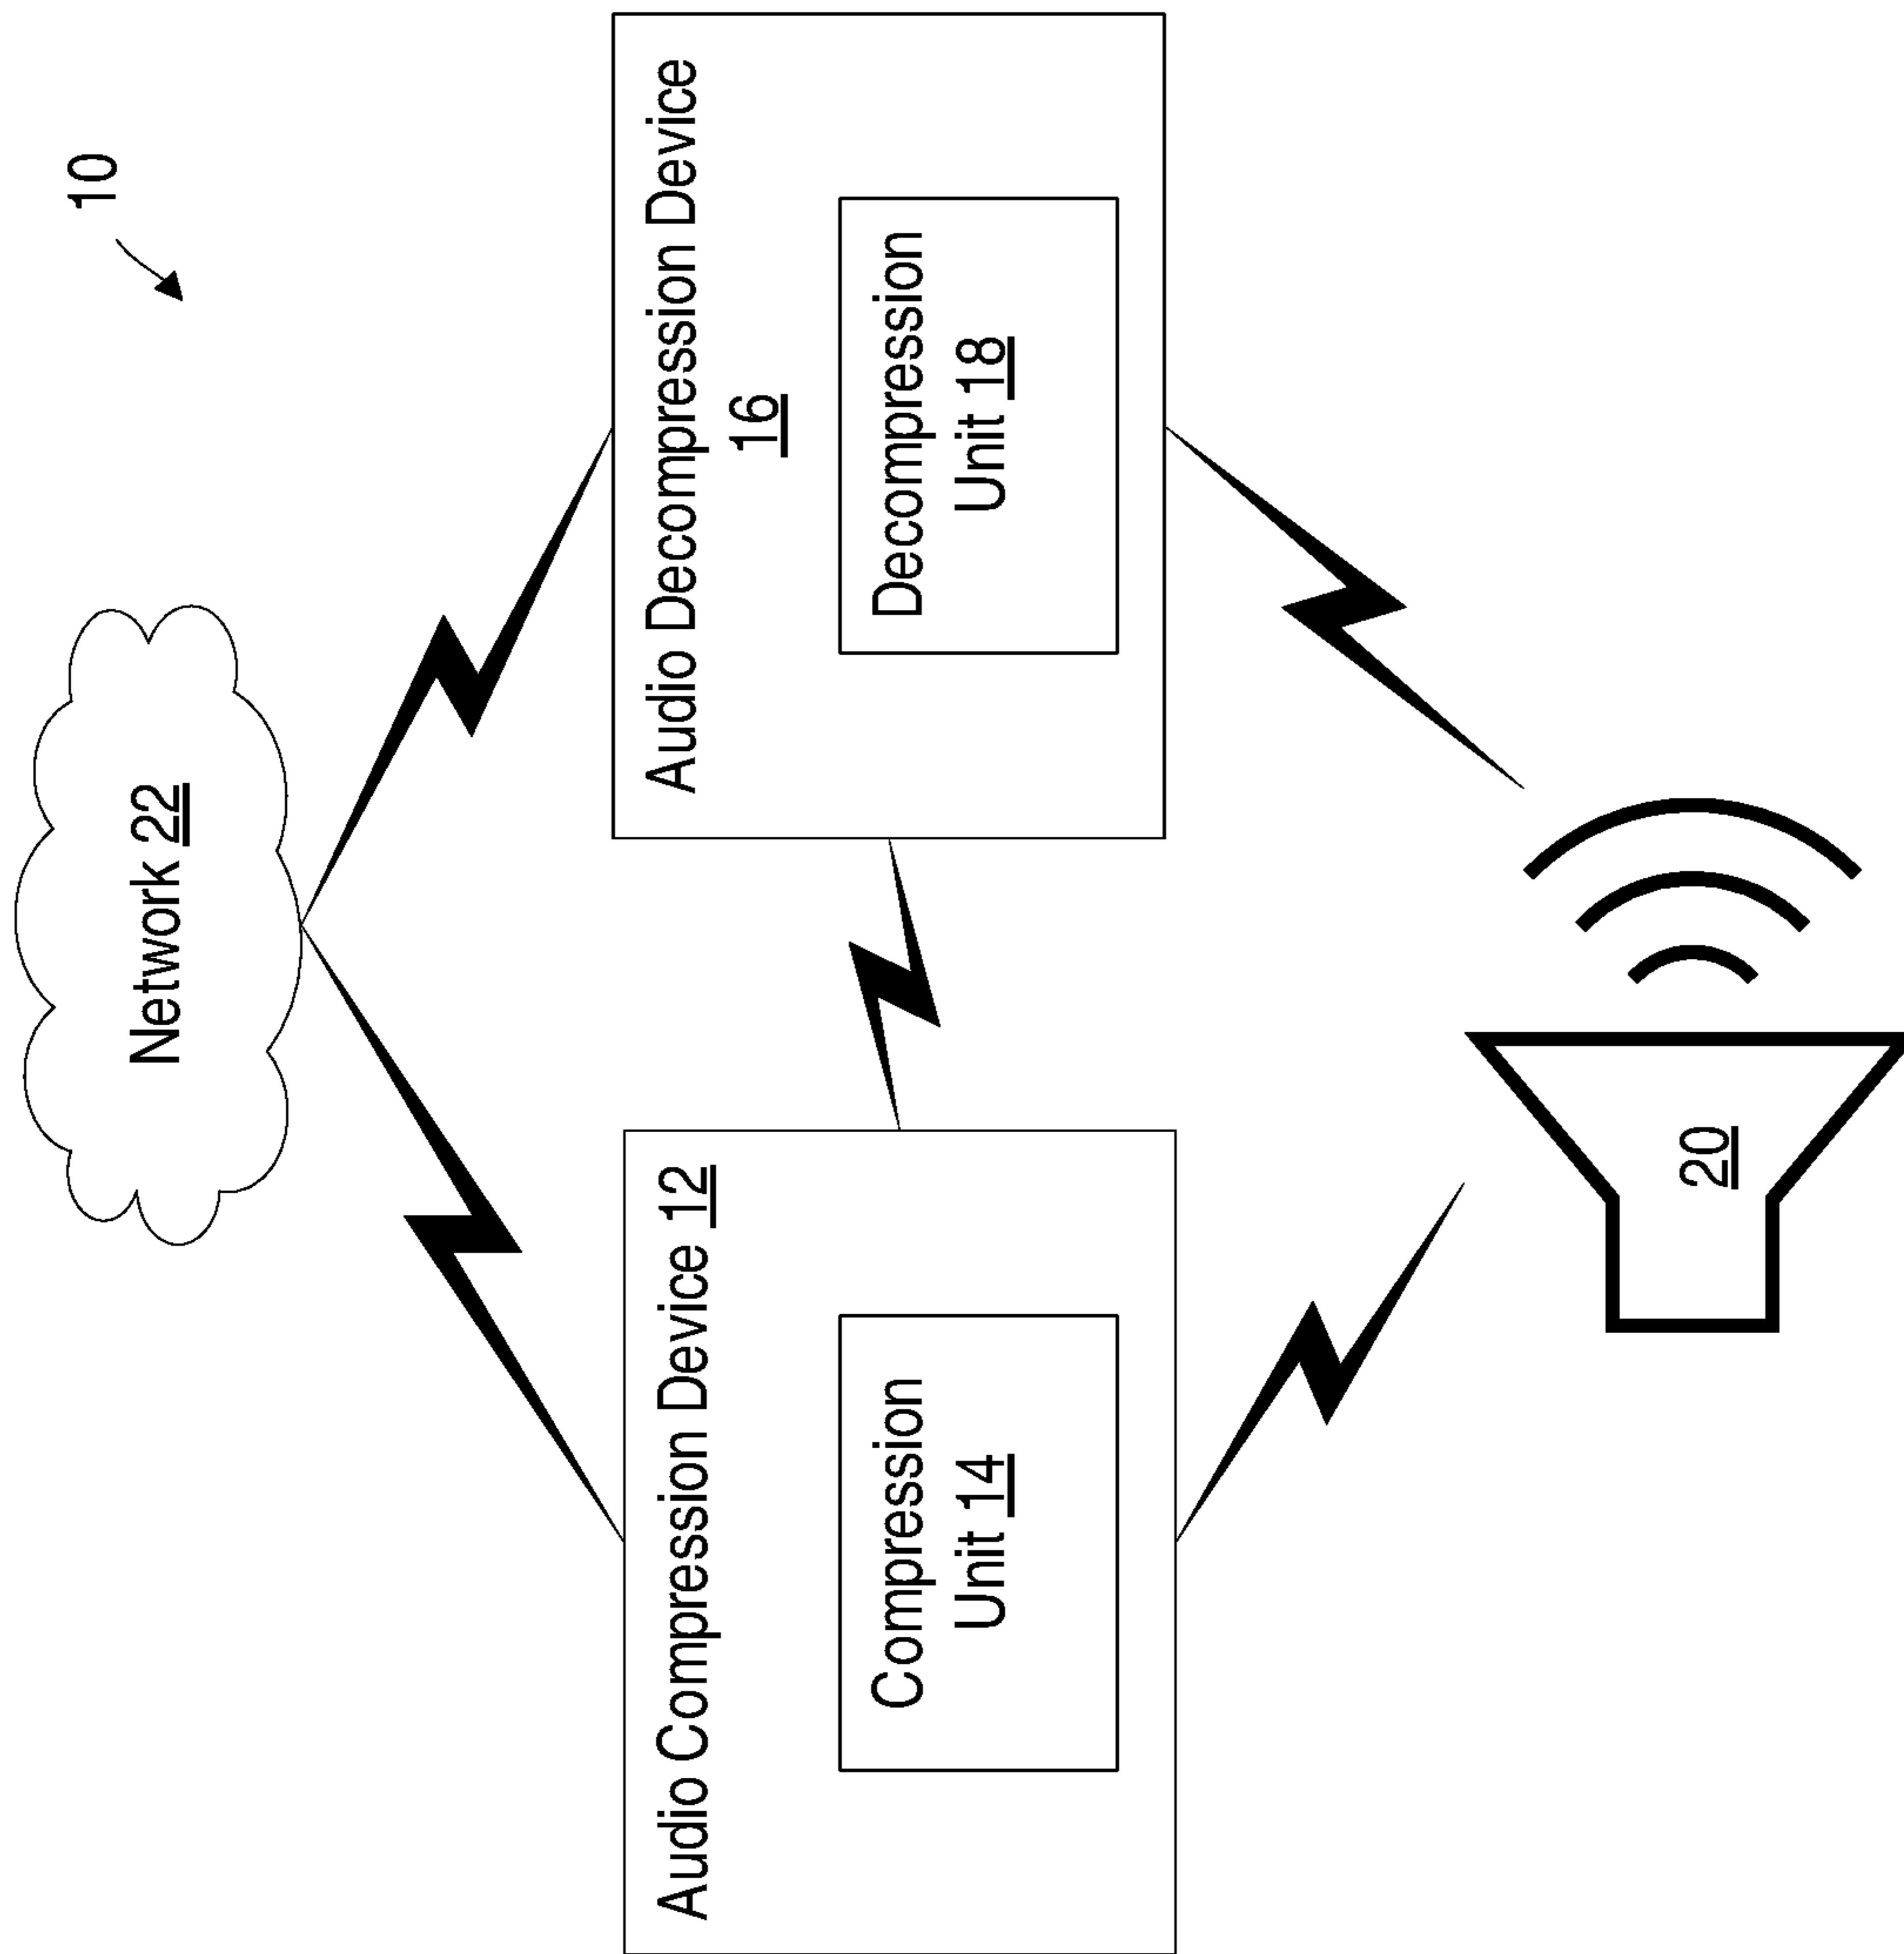 10
Network 22
Audio Compression Device 12
Compression
Unit 14
Audio Decompression Device
16
Decompression
Unit 18
20